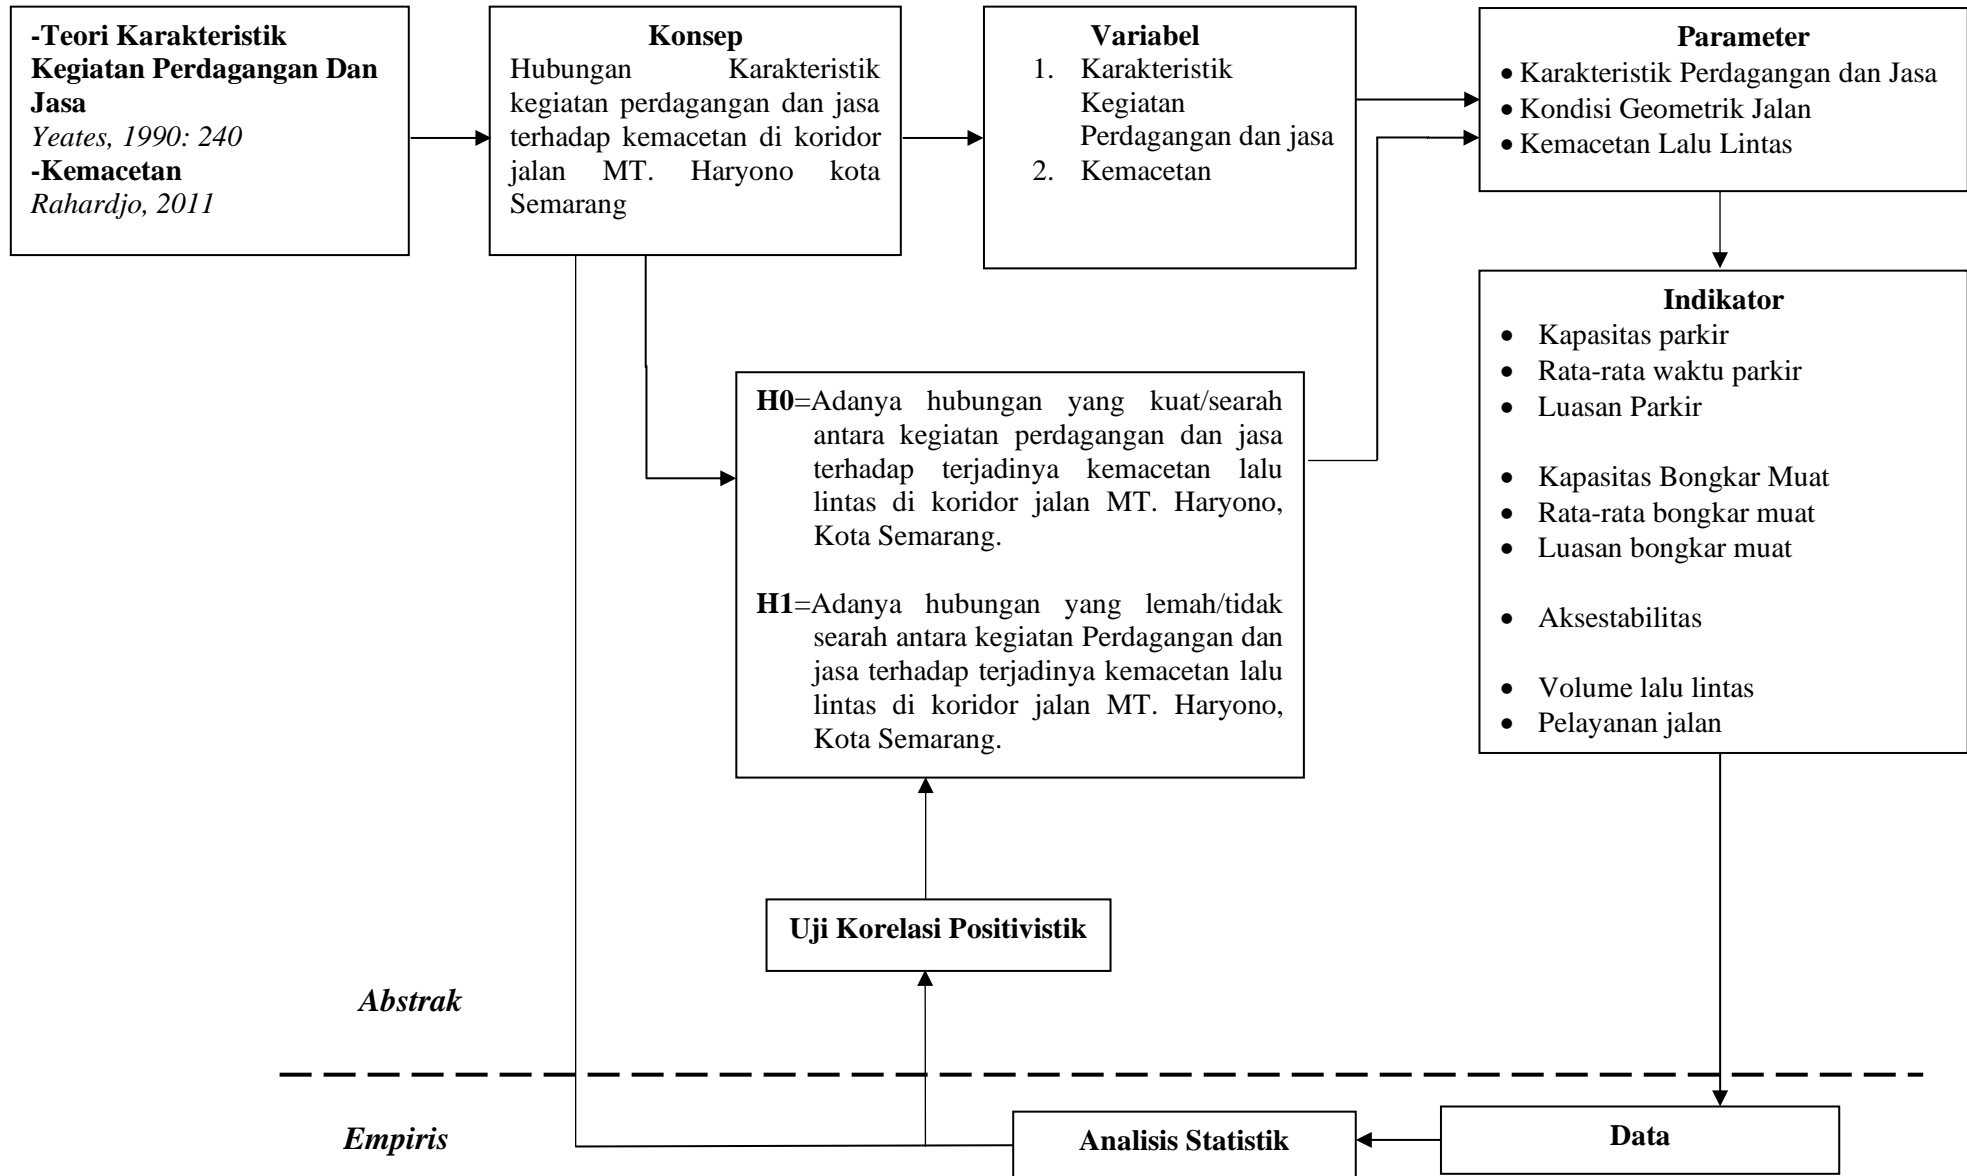 -Teori Karakteristik
Kegiatan Perdagangan Dan
Jasa
Yeates, 1990: 240
-Kemacetan
Rahardjo, 2011
Konsep
Hubungan Karakteristik
kegiatan perdagangan dan jasa
terhadap kemacetan di koridor
jalan MT. Haryono kota
Semarang
Variabel
1. Karakteristik
Kegiatan
Perdagangan dan jasa
2. Kemacetan
Parameter
• Karakteristik Perdagangan dan Jasa
• Kondisi Geometrik Jalan
• Kemacetan Lalu Lintas
Indikator
• Kapasitas parkir
• Rata-rata waktu parkir
• Luasan Parkir
• Kapasitas Bongkar Muat
• Rata-rata bongkar muat
• Luasan bongkar muat
• Aksestabilitas
• Volume lalu lintas
• Pelayanan jalan
H0=Adanya hubungan yang kuat/searah
antara kegiatan perdagangan dan jasa
terhadap terjadinya kemacetan lalu
lintas di koridor jalan MT. Haryono,
Kota Semarang.
H1=Adanya hubungan yang lemah/tidak
searah antara kegiatan Perdagangan dan
jasa terhadap terjadinya kemacetan lalu
lintas di koridor jalan MT. Haryono,
Kota Semarang.
Uji Korelasi Positivistik
Abstrak
Empiris
Analisis Statistik
Data